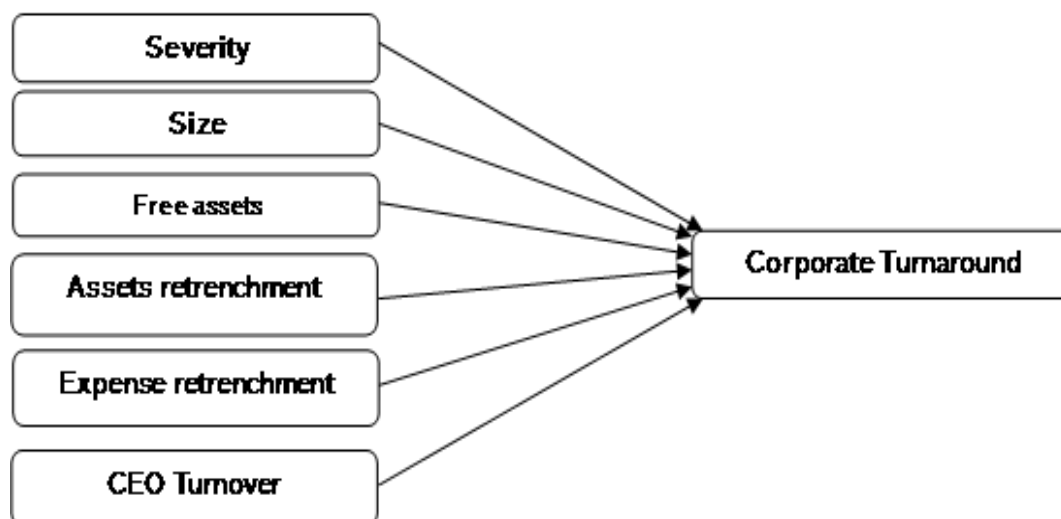 Severity
Size
Free assets
Assets retrenchment
Expense retrenchment
CEO Turnover
Corporate Turnaround